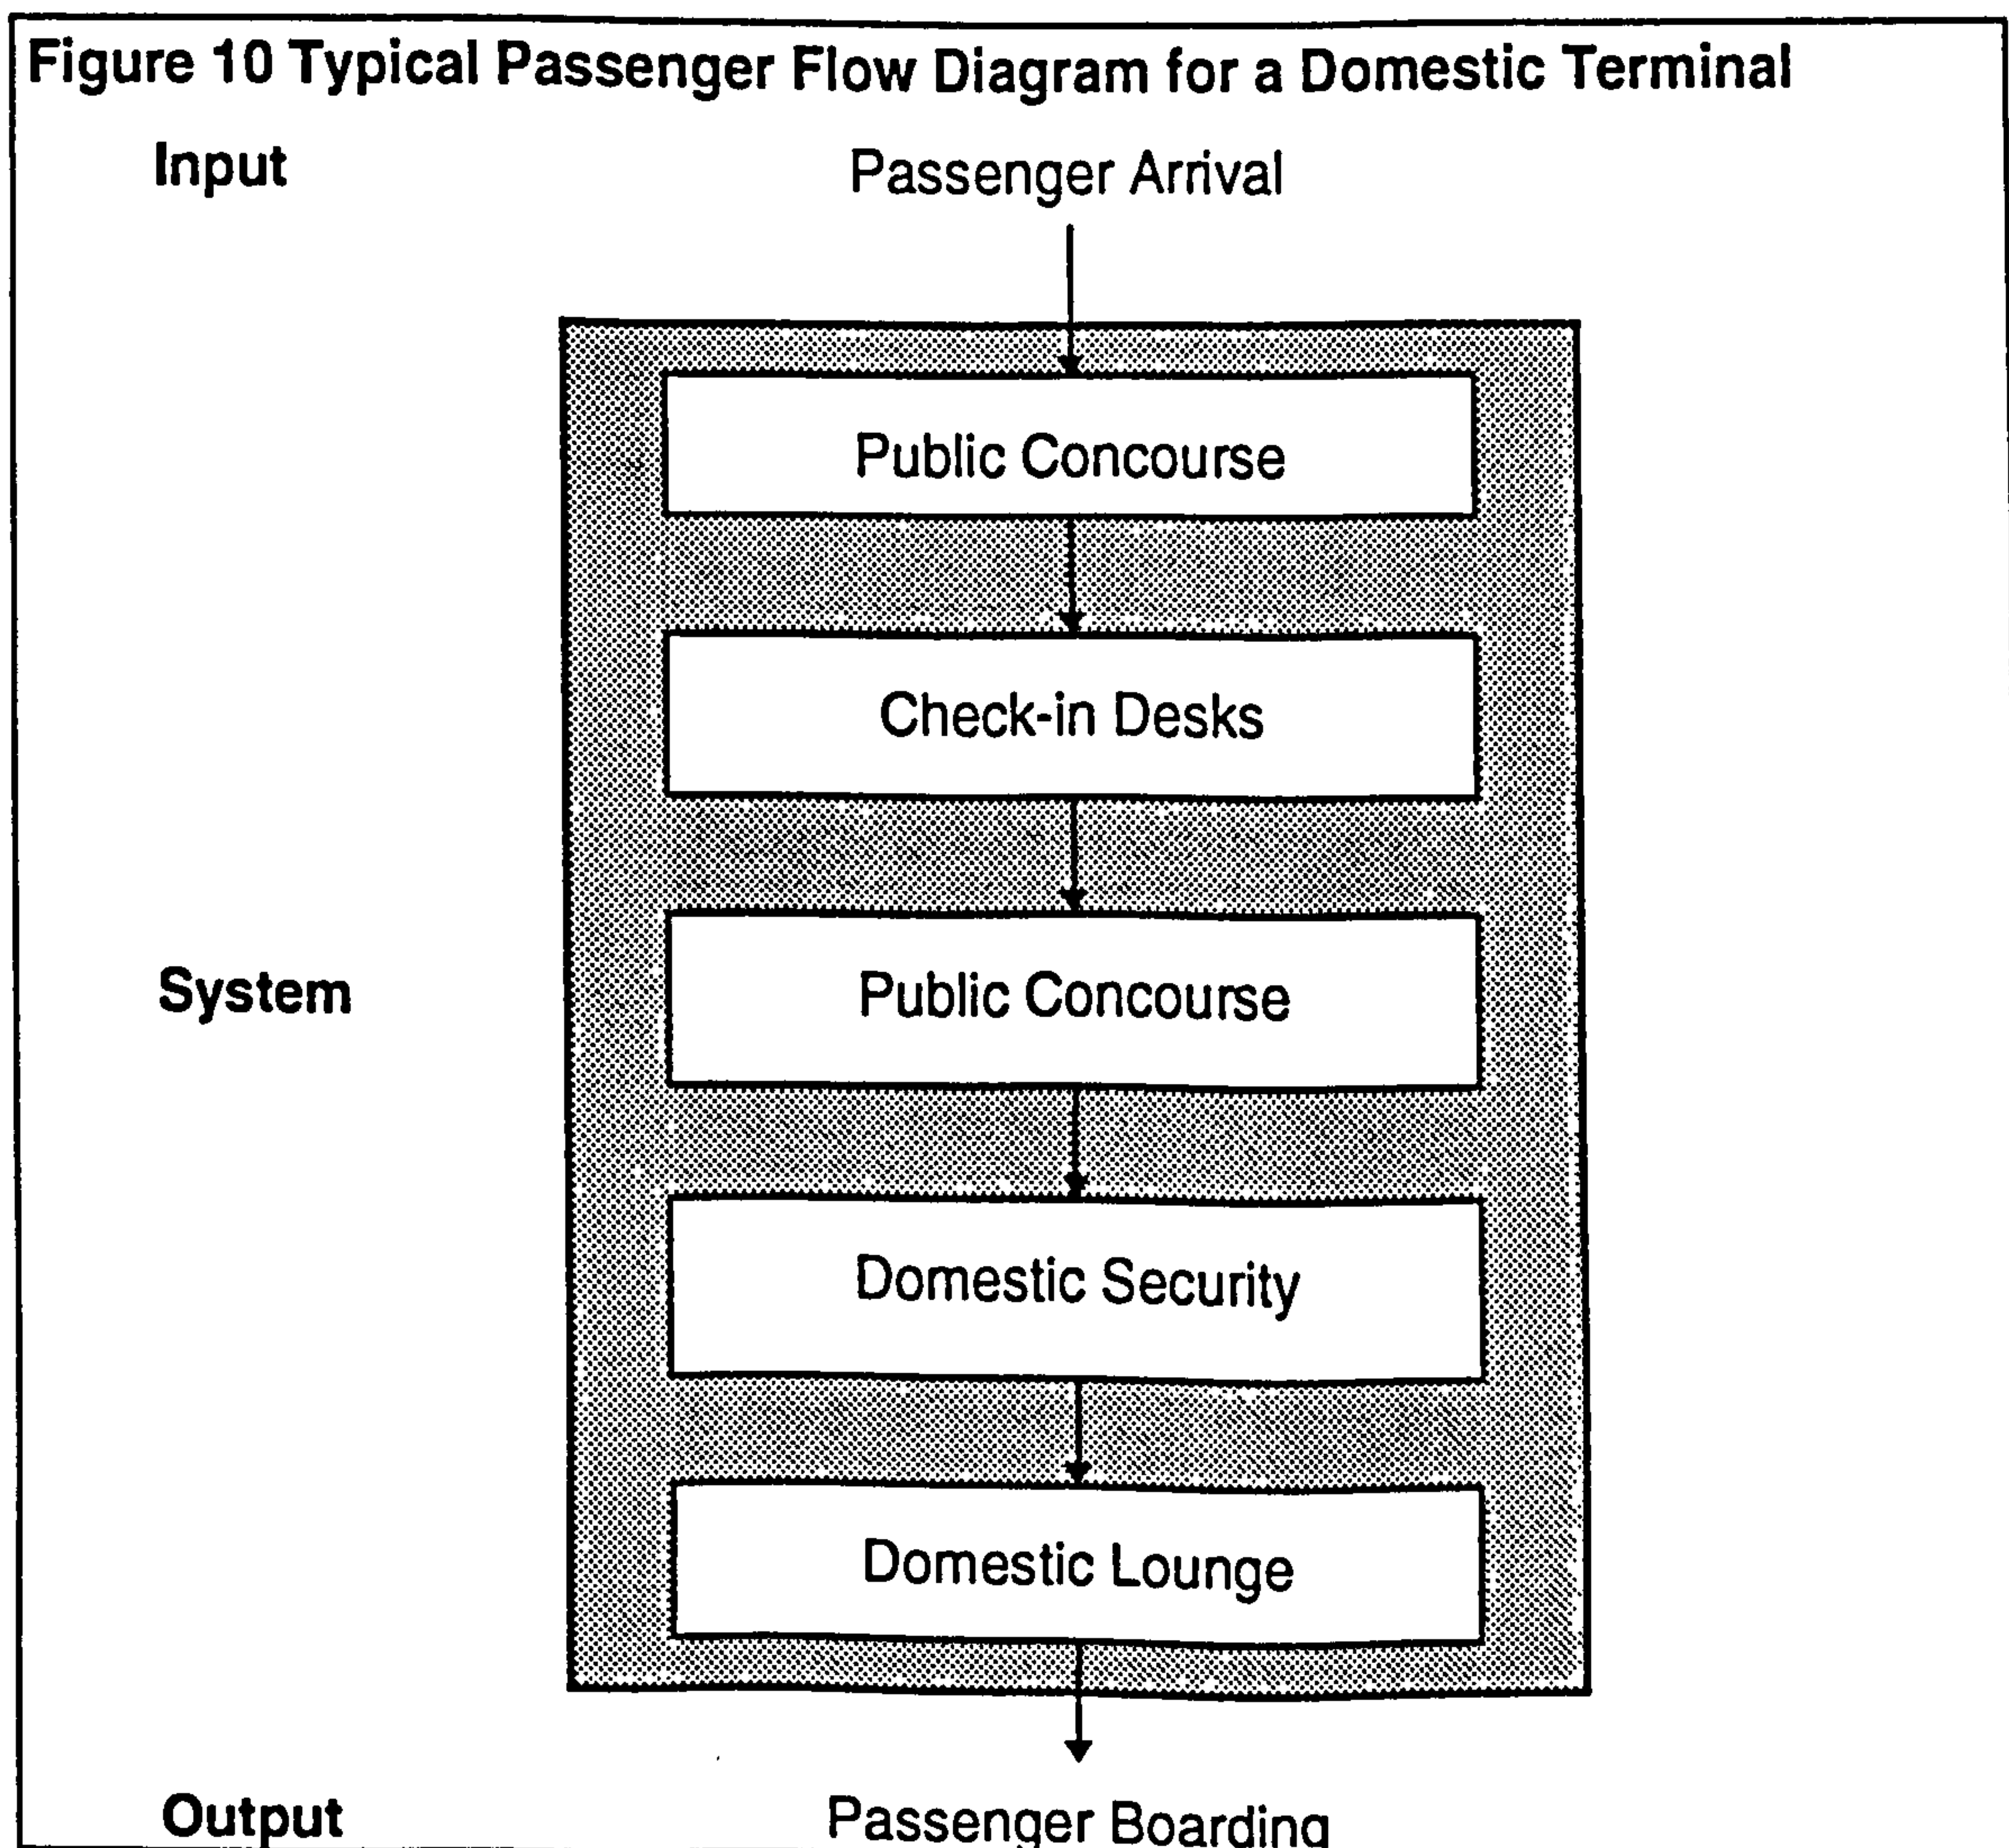 Figure 10 Typical Passenger Flow Diagram for a Domestic Terminal
Input Passenger Arrival
Public Concourse
Check-in Desks
System Public Concourse
Domestic Security
Domestic Lounge
Output Passenger Boarding